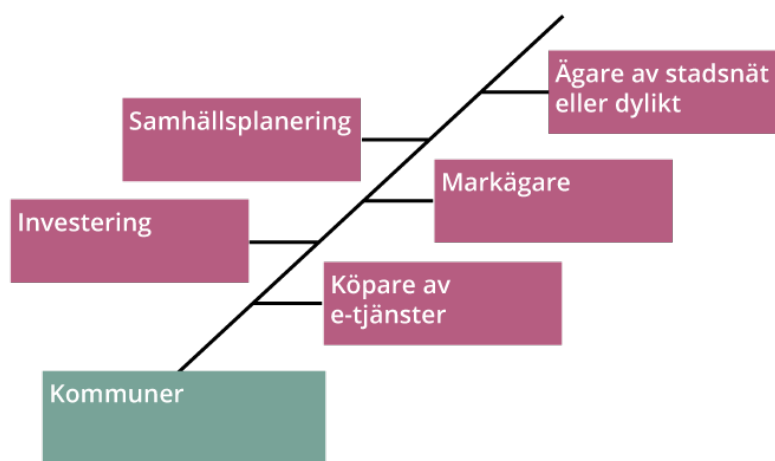 Ägare av stadsnät
eller dylikt
Samhällsplanering
Markägare
Investering
Köpare av
e-tjänster
Kommuner